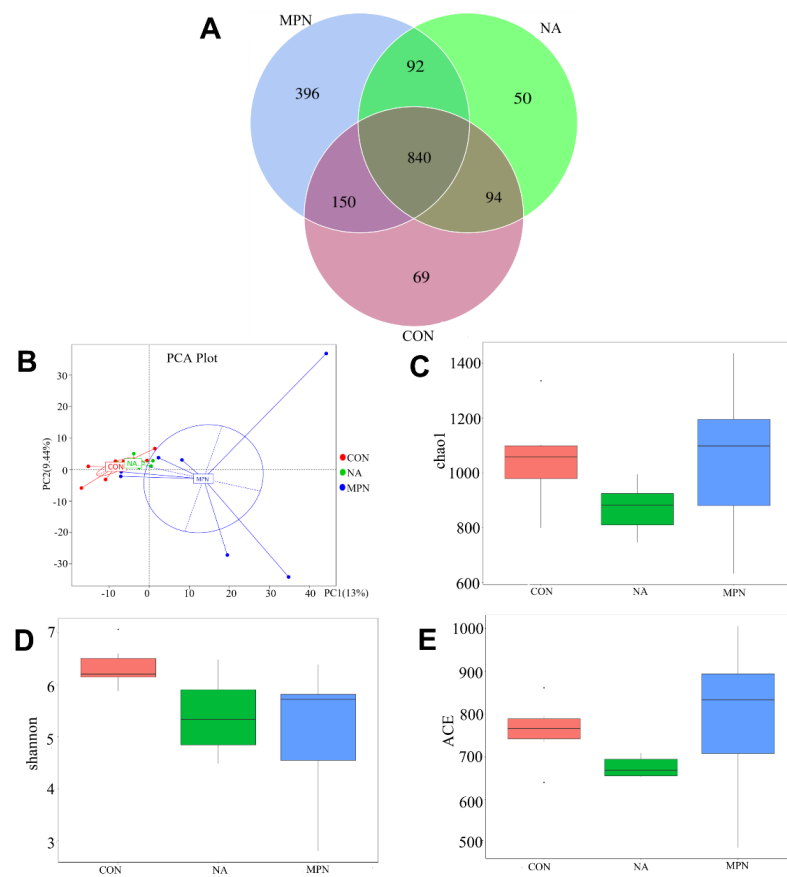 A
MPN
NA
92
396
50
840
150
94
69
CON
B
PCA Plot
30
20
10
0
-10
-20
-30
PC2(9.44%)
CON
NA
MPN
CON
NA
MPN
-10
0
10
20
30
40
PC1(13%)
C
1400
1200
1000
800
600
chao1
CON
NA
MPN
D
7
6
5
4
3
shannon
CON
NA
MPN
E
1000
900
800
700
600
500
ACE
CON
NA
MPN